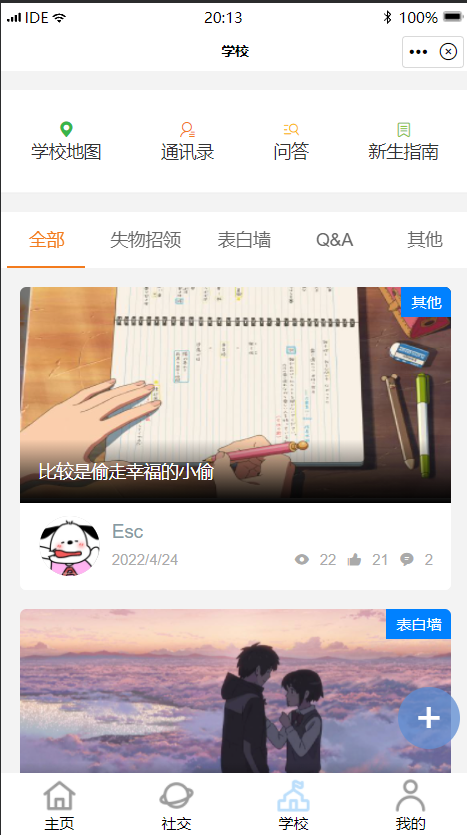 IDE 20:13 100%
学校
学校地图 通讯录 问答 新生指南
全部 失物招领 表白墙 Q&A 其他
其他
比较是偷走幸福的小偷
Esc
2022/4/24 22 21 2
表白墙
主页 社交 学校 我的